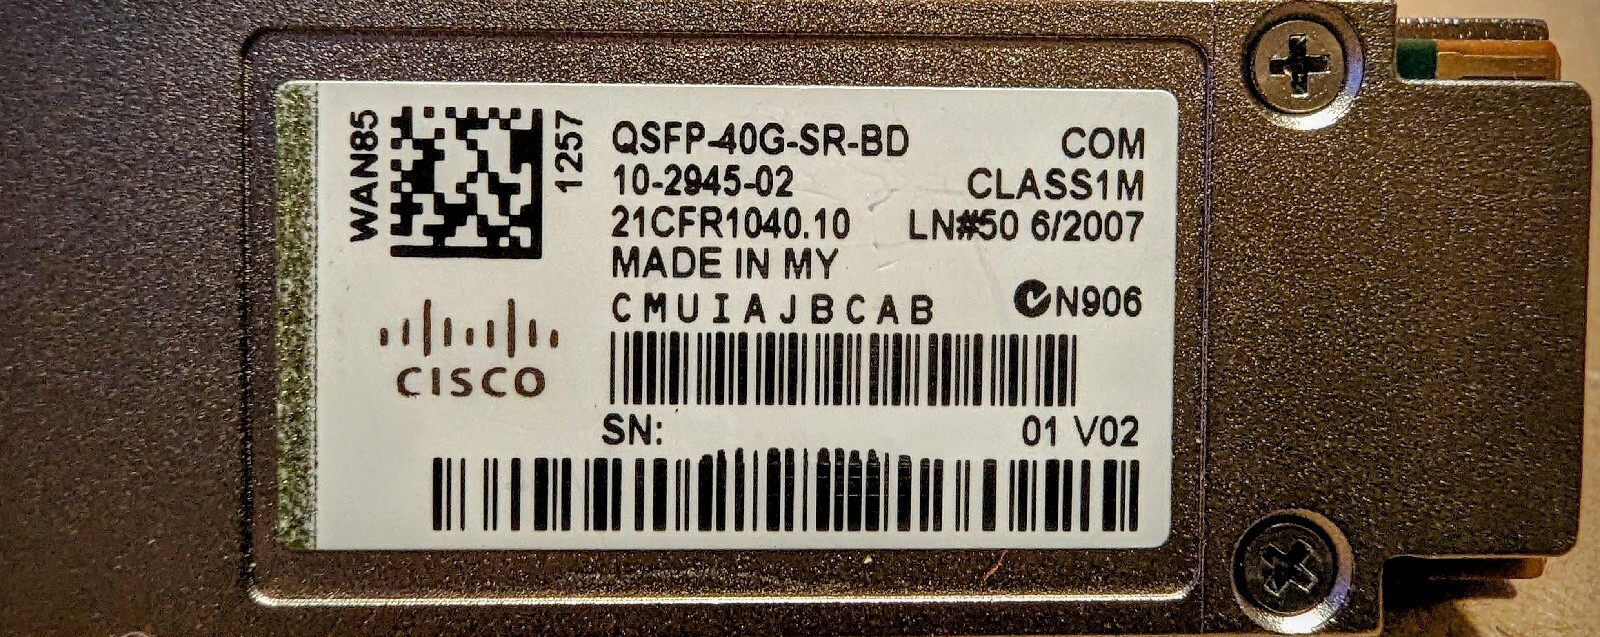 WAN85
1257
QSFP-40G-SR-BD
COM
10-2945-02
CLASS1M
21CFR1040.10
LN#50 6/2007
MADE IN MY
CMUIAJBCAB
N906
CISCO
SN:
01 V02